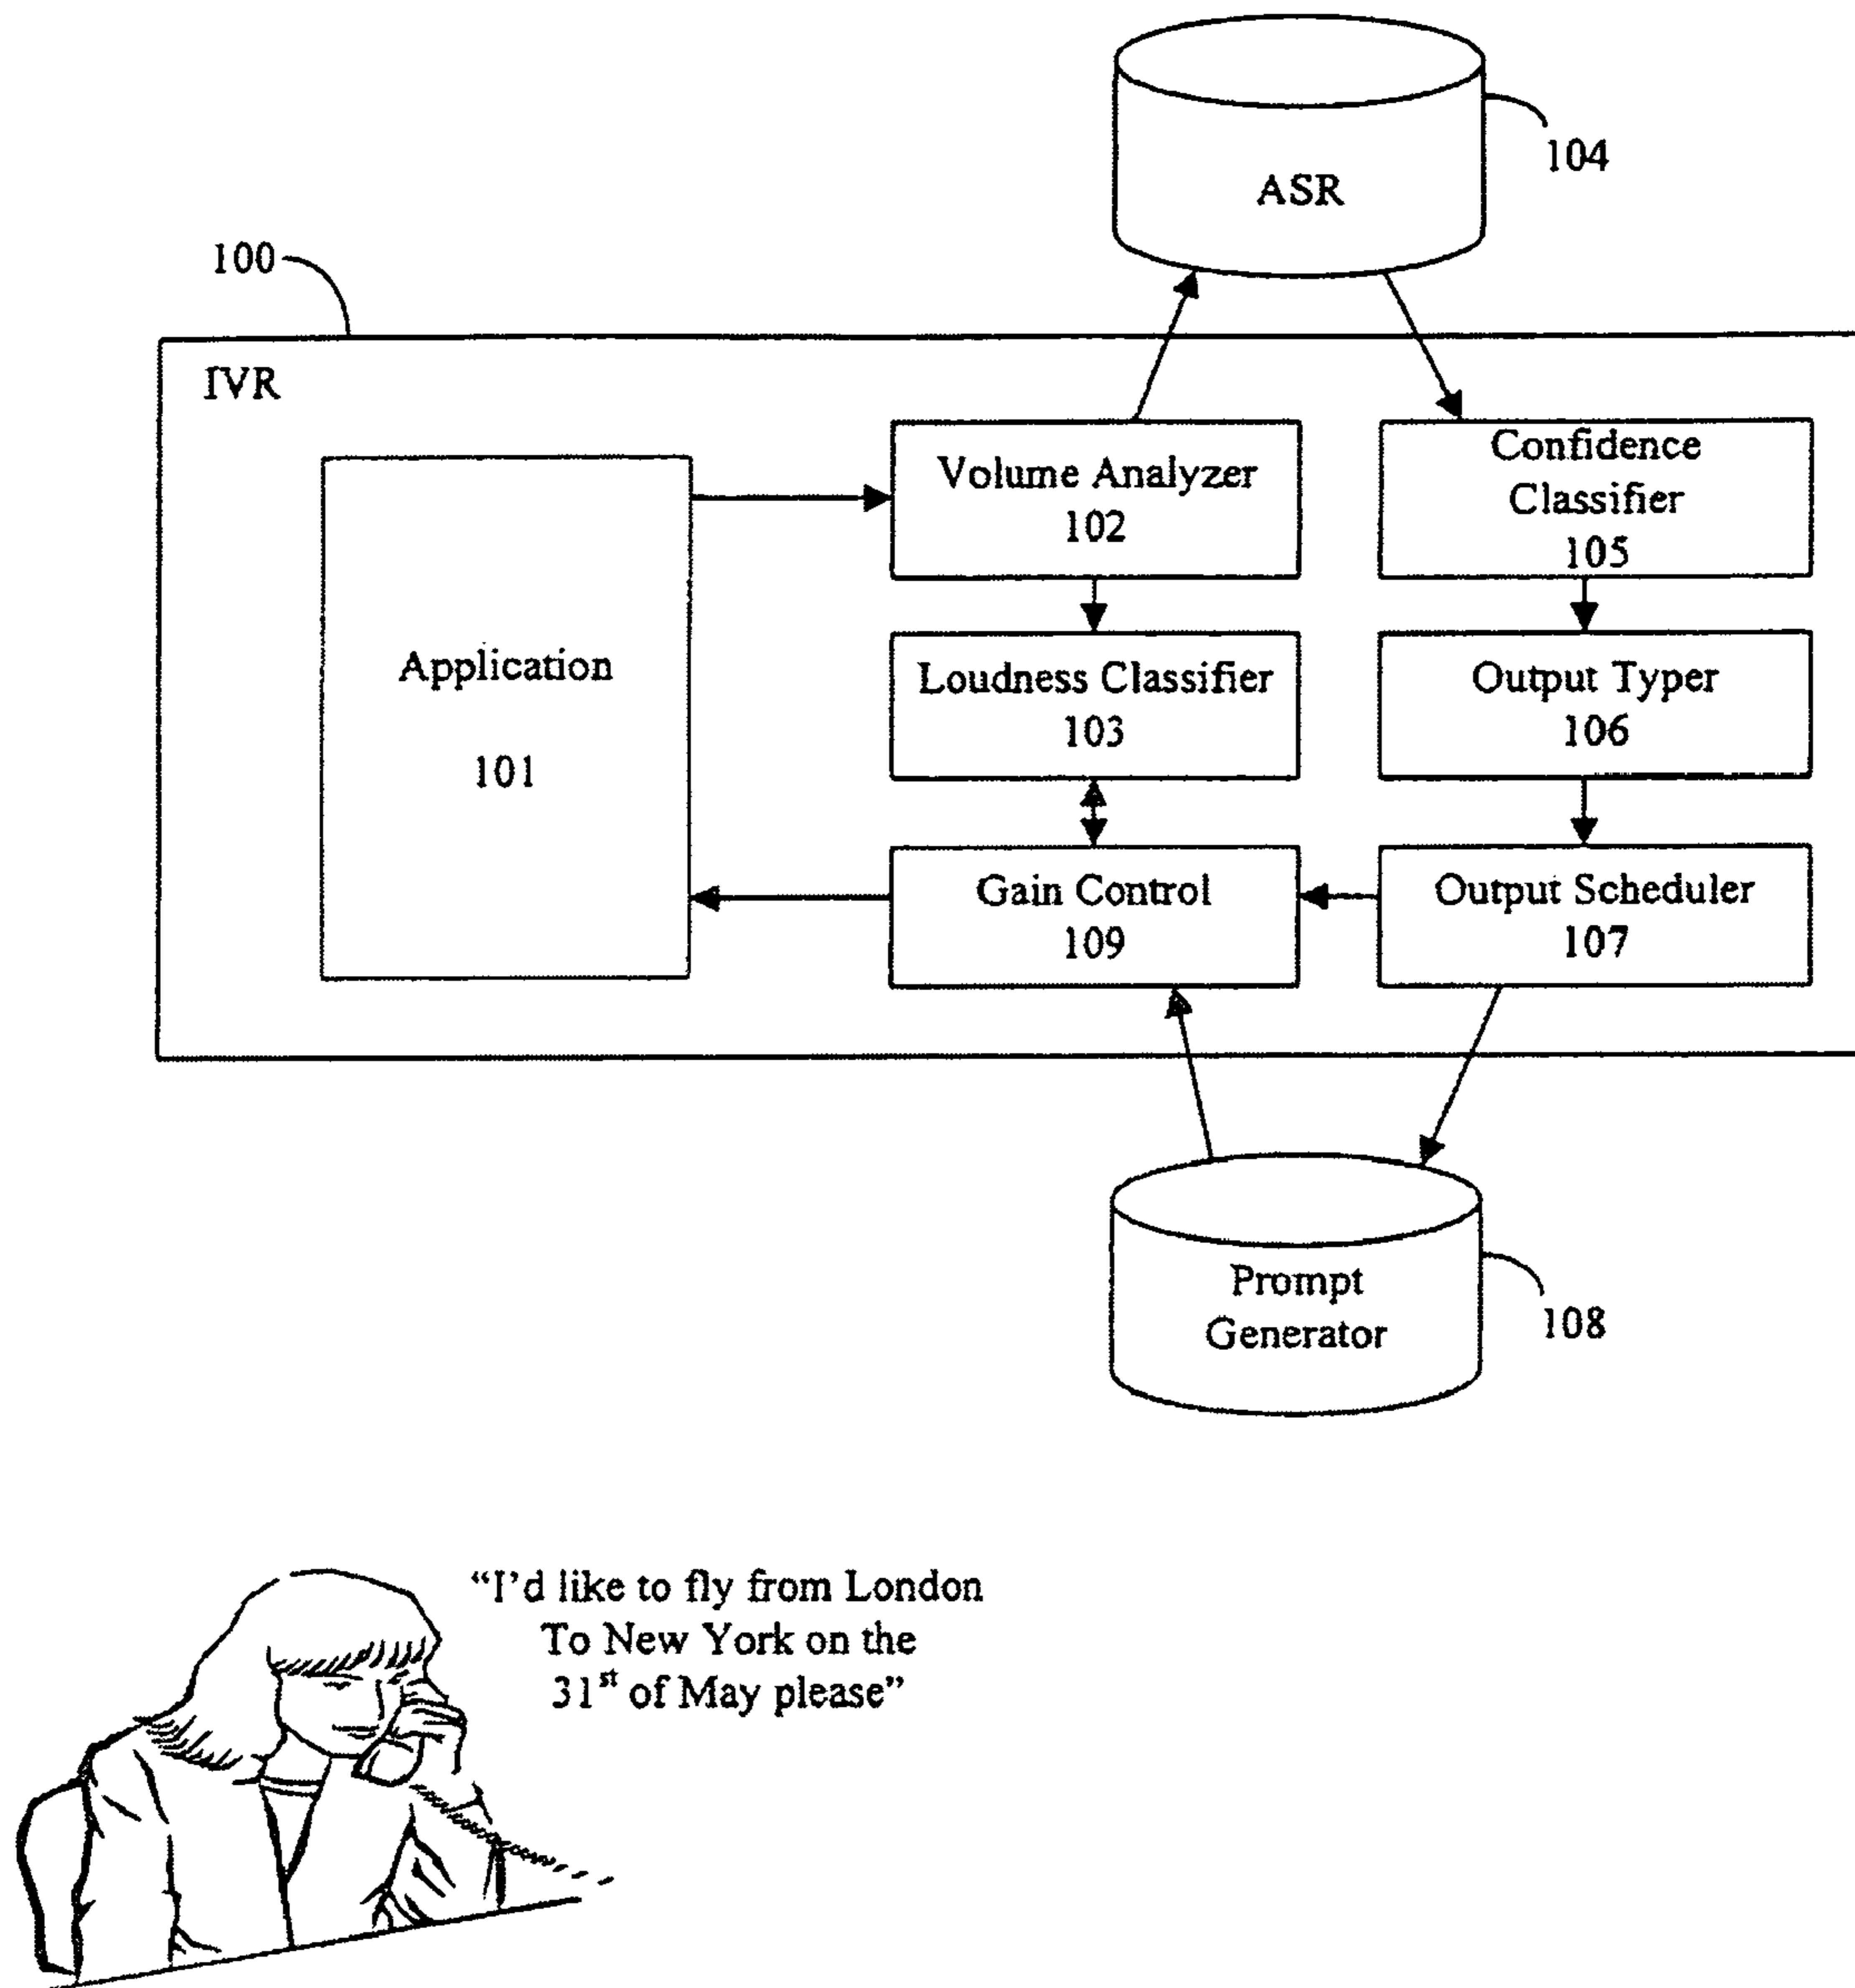 ASR
104
100
IVR
Application
101
Volume Analyzer
102
Confidence
Classifier
105
Loudness Classifier
103
Output Typer
106
Gain Control
109
Output Scheduler
107
Prompt
Generator
108
“I’d like to fly from London
To New York on the
31st of May please”